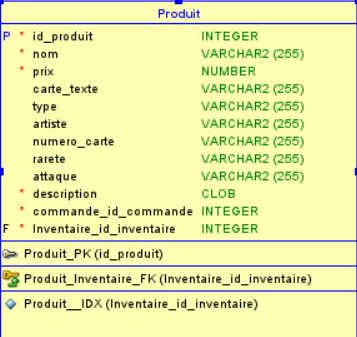 Produit
P * id_produit INTEGER
* nom VARCHAR2 (255)
* prix NUMBER
carte_texte VARCHAR2 (255)
type VARCHAR2 (255)
artiste VARCHAR2 (255)
numero_carte VARCHAR2 (255)
rarete VARCHAR2 (255)
attaque VARCHAR2 (255)
* description CLOB
* commande_id_commande INTEGER
F * Inventaire_id_inventaire INTEGER
Produit_PK (id_produit)
Produit_Inventaire_FK (Inventaire_id_inventaire)
Produit__IDX (Inventaire_id_inventaire)